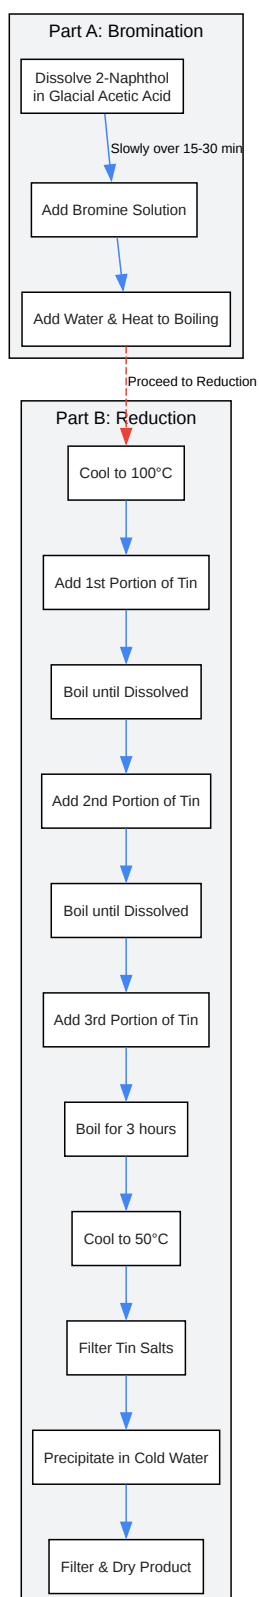 Part A: Bromination
Dissolve 2-Naphthol
in Glacial Acetic Acid
Slowly over 15-30 min
Add Bromine Solution
Add Water & Heat to Boiling
Proceed to Reduction
Part B: Reduction
Cool to 100°C
Add 1st Portion of Tin
Boil until Dissolved
Add 2nd Portion of Tin
Boil until Dissolved
Add 3rd Portion of Tin
Boil for 3 hours
Cool to 50°C
Filter Tin Salts
Precipitate in Cold Water
Filter & Dry Product